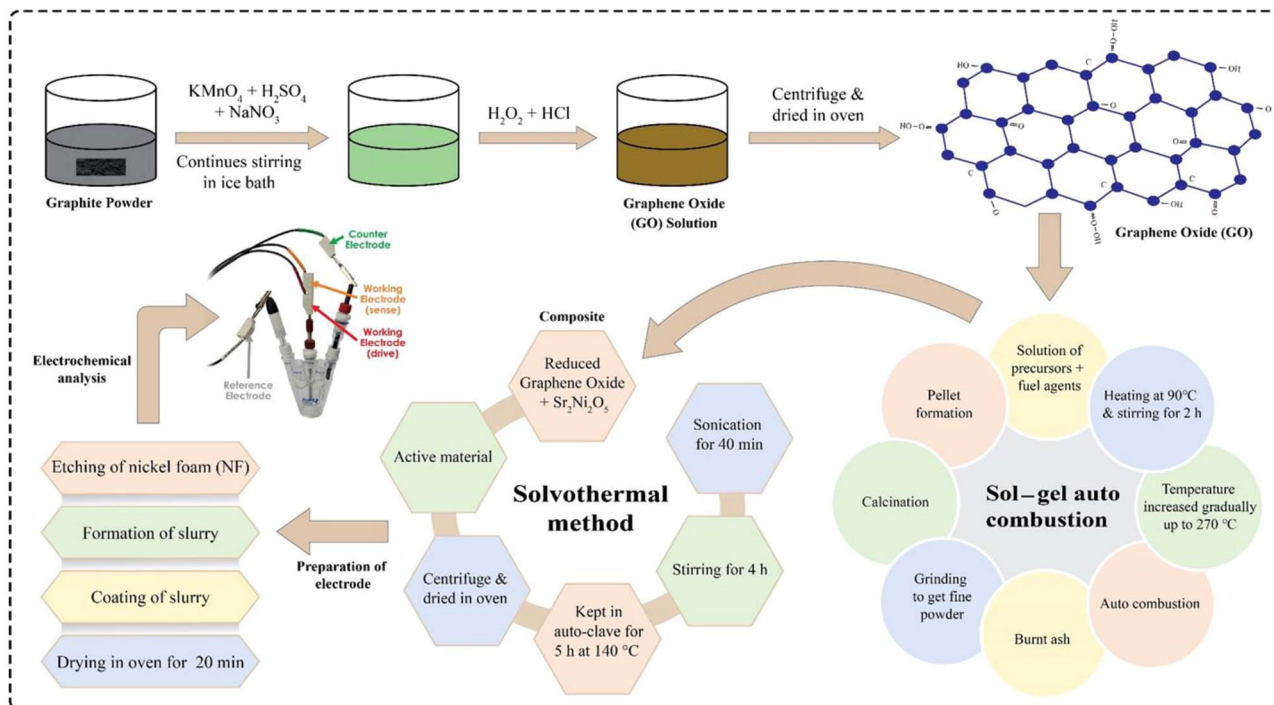 KMnO₄ + H₂SO₄
+ NaNO₃
Continues stirring
in ice bath
Graphite Powder
H₂O₂ + HCl
Graphene Oxide
(GO) Solution
Centrifuge &
dried in oven
HO
O
C
OH
O
HO
O
O
HO
O
O
C
C
C
O
OH
O
O
OH
Graphene Oxide (GO)
Counter
Electrode
Working
Electrode
(sense)
Working
Electrode
(drive)
Reference
Electrode
Electrochemical
analysis
Etching of nickel foam (NF)
Formation of slurry
Coating of slurry
Drying in oven for 20 min
Preparation of
electrode
Composite
Reduced
Graphene Oxide
+ Sr₂Ni₂O₅
Active material
Sonication
for 40 min
Solvothermal
method
Centrifuge &
dried in oven
Stirring for 4 h
Kept in
auto-clave for
5 h at 140 °C
Solution of
precursors +
fuel agents
Heating at 90°C
& stirring for 2 h
Temperature
increased gradually
up to 270 °C
Auto combustion
Burnt ash
Grinding
to get fine
powder
Calcination
Pellet
formation
Sol–gel auto
combustion